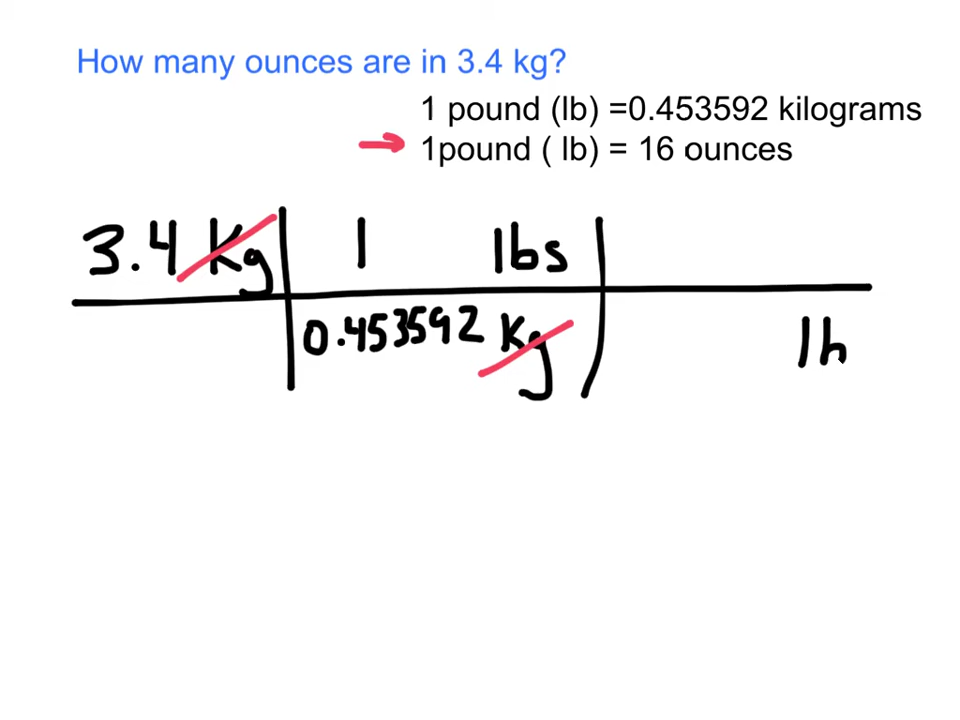 How many ounces are in 3.4 kg?
1 pound (lb) =0.453592 kilograms
1pound ( lb) = 16 ounces
3.4 Kg 1 lbs
0.453592 Kg lh